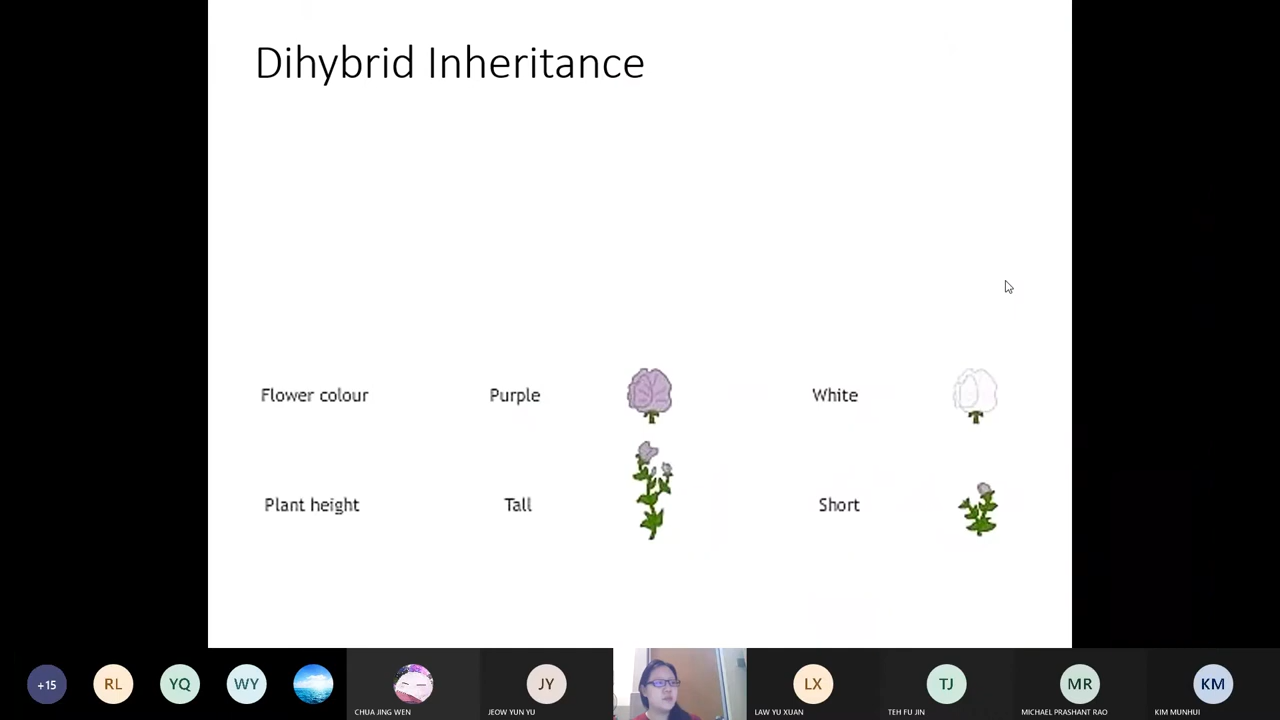 Dihybrid Inheritance
Flower colour Purple White
Plant height Tall Short
+15 RL YQ WY JY LX TJ MR KM
CHUA JING WEN JEOW YUN YU LAW YU XUAN TEH FU JIN MICHAEL PRASHANT RAO KIM MUNHUI